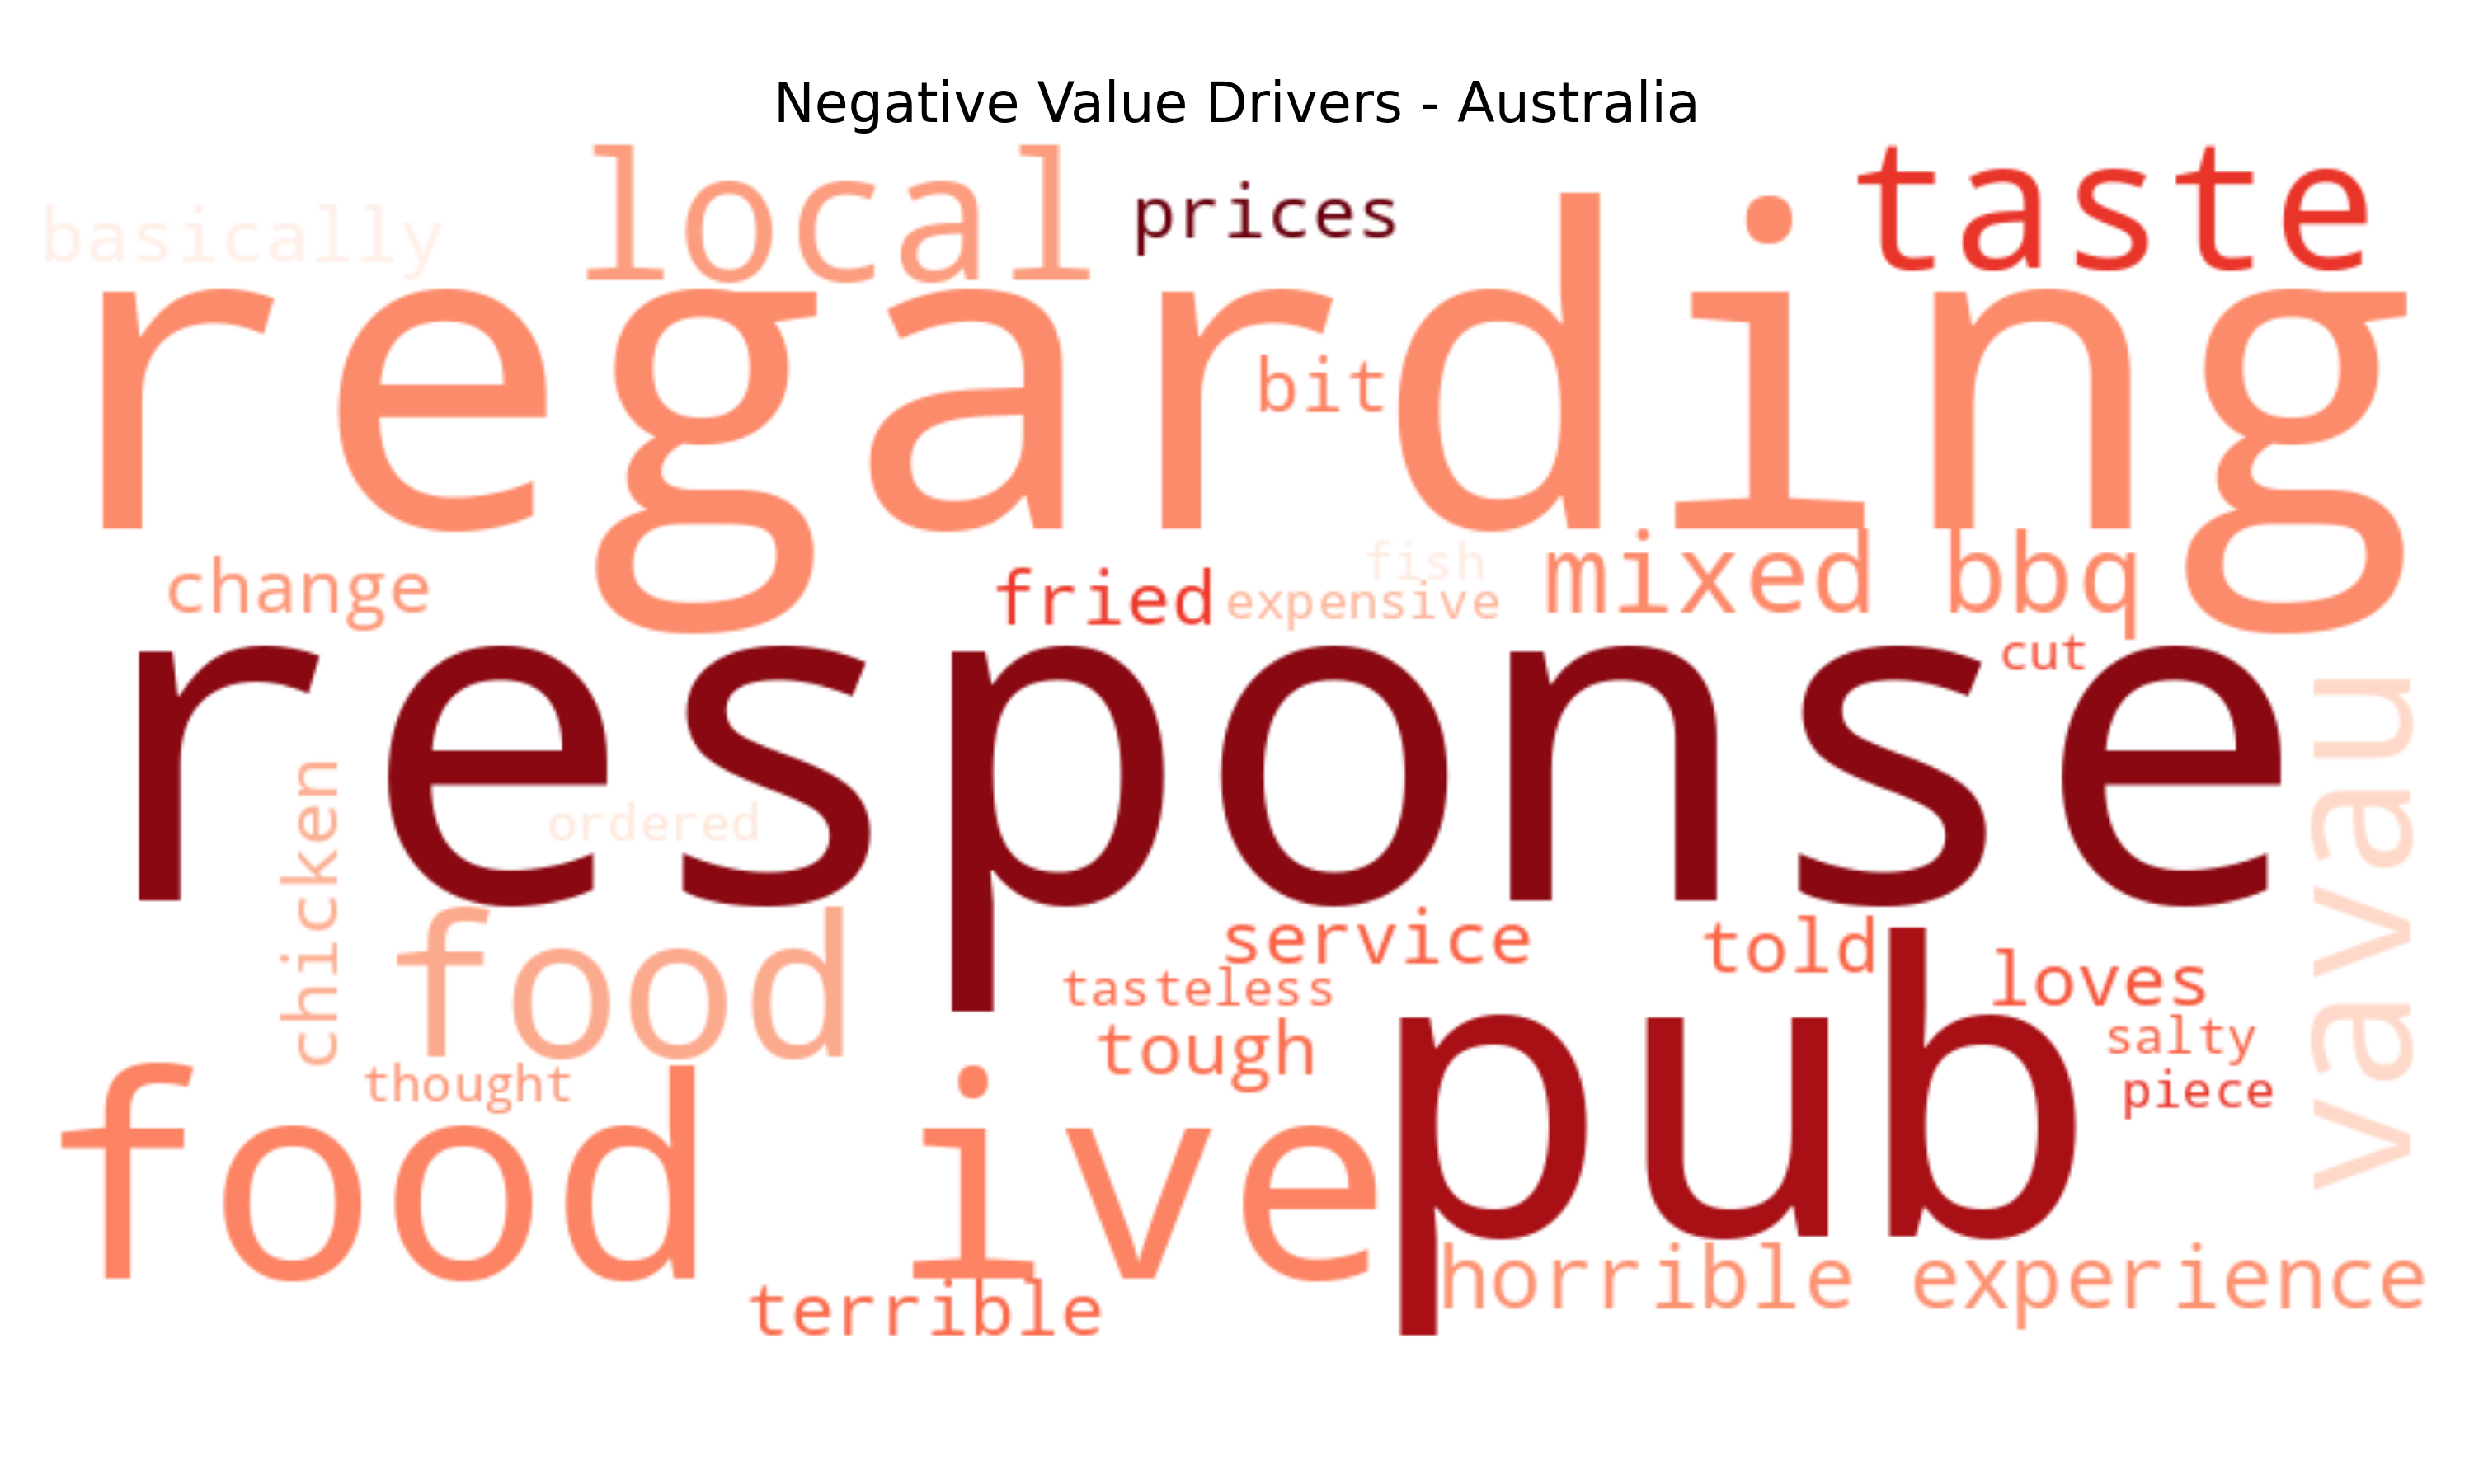 Negative Value Drivers - Australia
basically
local
prices
taste
regarding
bit
change
fried
fish
expensive
mixed bbq
cut
response
vavau
chicken
ordered
food
service
told
loves
tasteless
tough
salty
thought
piece
food ive
pub
horrible experience
terrible